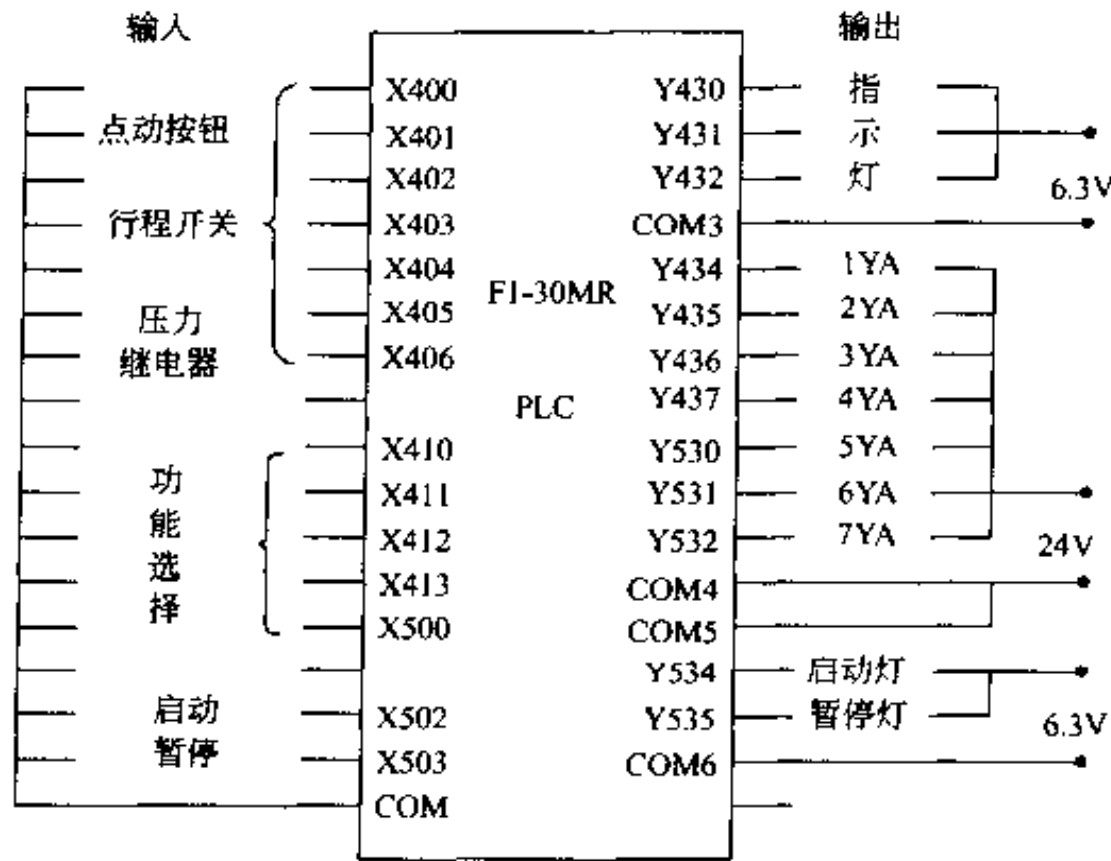 输入
输出
点动按钮
行程开关
压力
继电器
功
能
选
择
启动
暂停
X400
X401
X402
X403
X404
X405
X406
X410
X411
X412
X413
X500
X502
X503
COM
F1-30MR
PLC
Y430
Y431
Y432
COM3
Y434
Y435
Y436
Y437
Y530
Y531
Y532
COM4
COM5
Y534
Y535
COM6
指
示
灯
1YA
2YA
3YA
4YA
5YA
6YA
7YA
启动灯
暂停灯
6.3V
24V
6.3V